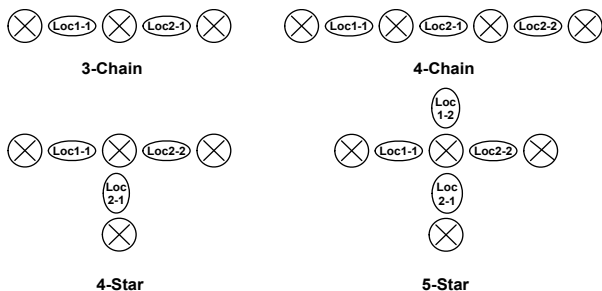 Loc1-1 Loc2-1
3-Chain
Loc1-1 Loc2-1 Loc2-2
4-Chain
Loc1-1 Loc2-2
Loc
2-1
4-Star
Loc
1-2
Loc1-1 Loc2-2
Loc
2-1
5-Star